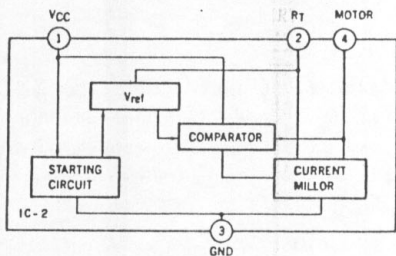 VCC RT MOTOR
1 2 4
Vref
COMPARATOR
STARTING CIRCUIT
CURRENT MILLOR
IC-2
3
GND